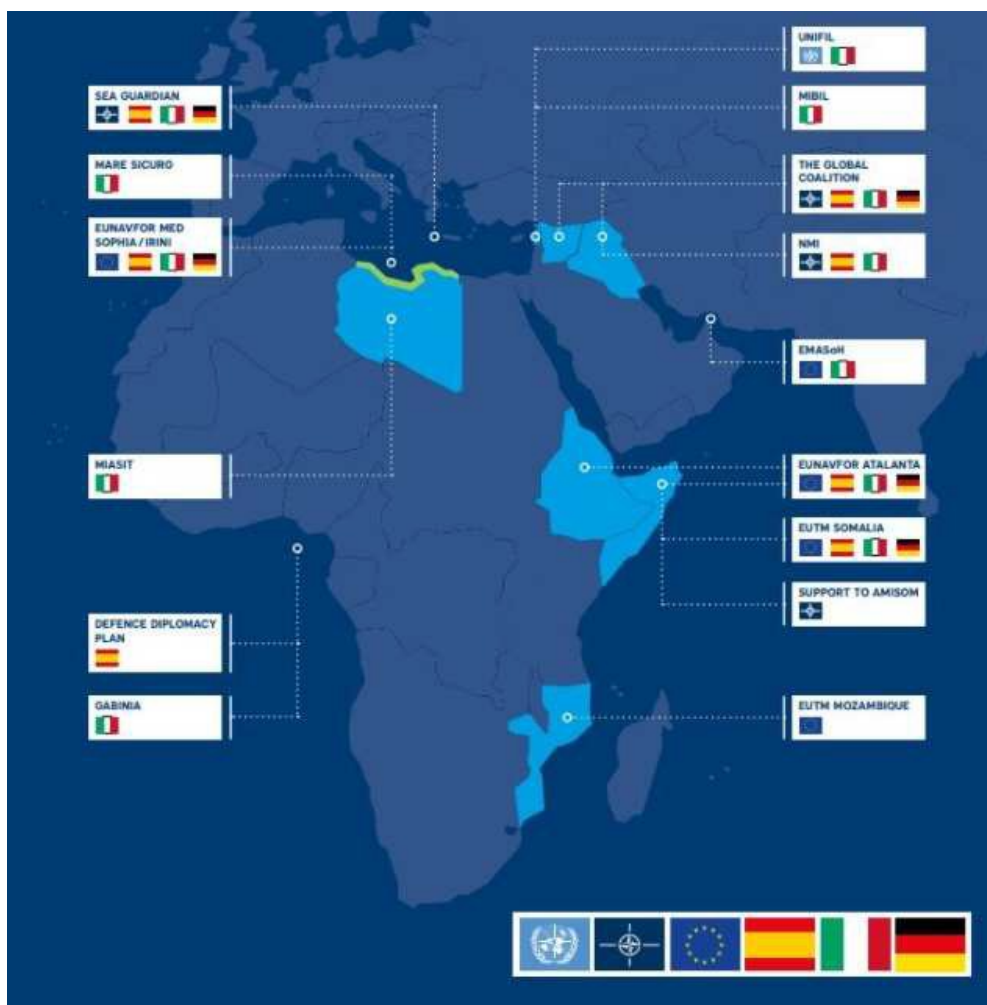 SEA GUARDIAN
MARE SICURO
EUNAVFOR MED
SOPHIA/IRINI
MIASIT
DEFENCE DIPLOMACY
PLAN
GABINIA
UNIFIL
MIBIL
THE GLOBAL
COALITION
NMI
EMASoH
EUNAVFOR ATALANTA
EUTM SOMALIA
SUPPORT TO AMISOM
EUTM MOZAMBIQUE